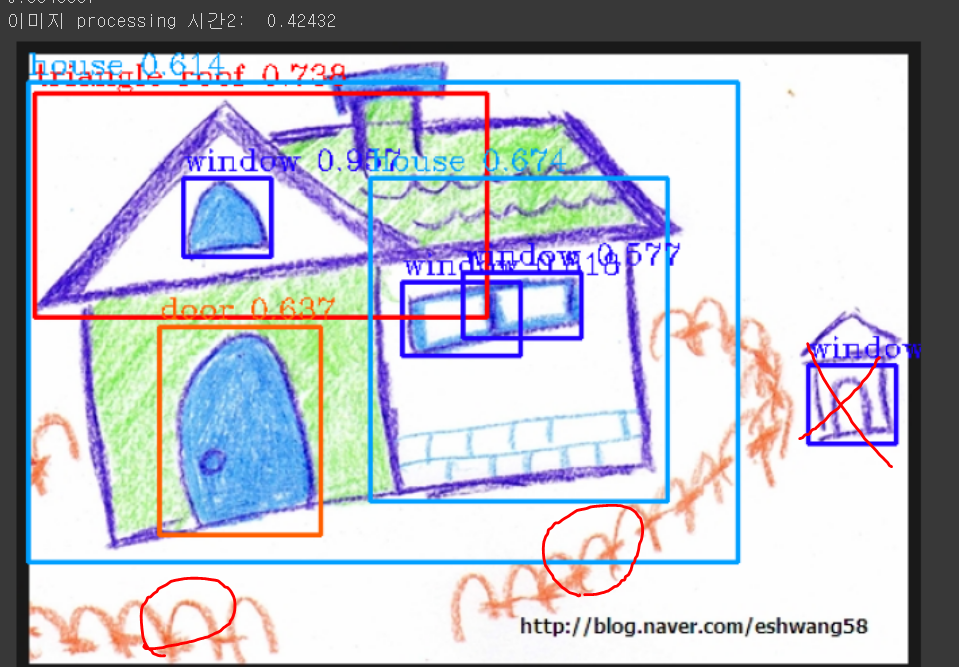 이미지 processing 시간2:  0.42432
house 0.614
triangle roof 0.738
window 0.957
house 0.674
window 0.577
window
door 0.637
window
http://blog.naver.com/eshwang58